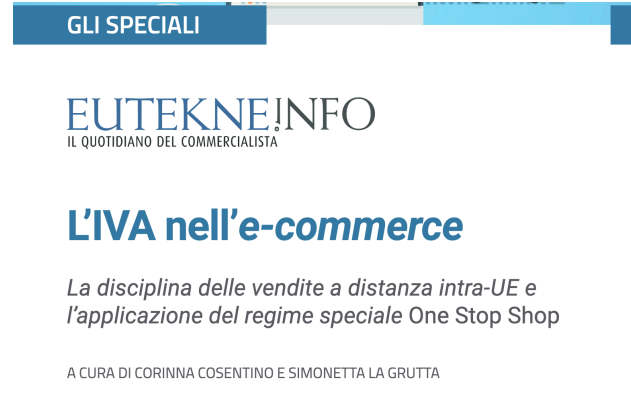 GLI SPECIALI
EUTEKNE.INFO
IL QUOTIDIANO DEL COMMERCIALISTA
L'IVA nell'e-commerce
La disciplina delle vendite a distanza intra-UE e
l'applicazione del regime speciale One Stop Shop
A CURA DI CORINNA COSENTINO E SIMONETTA LA GRUTTA